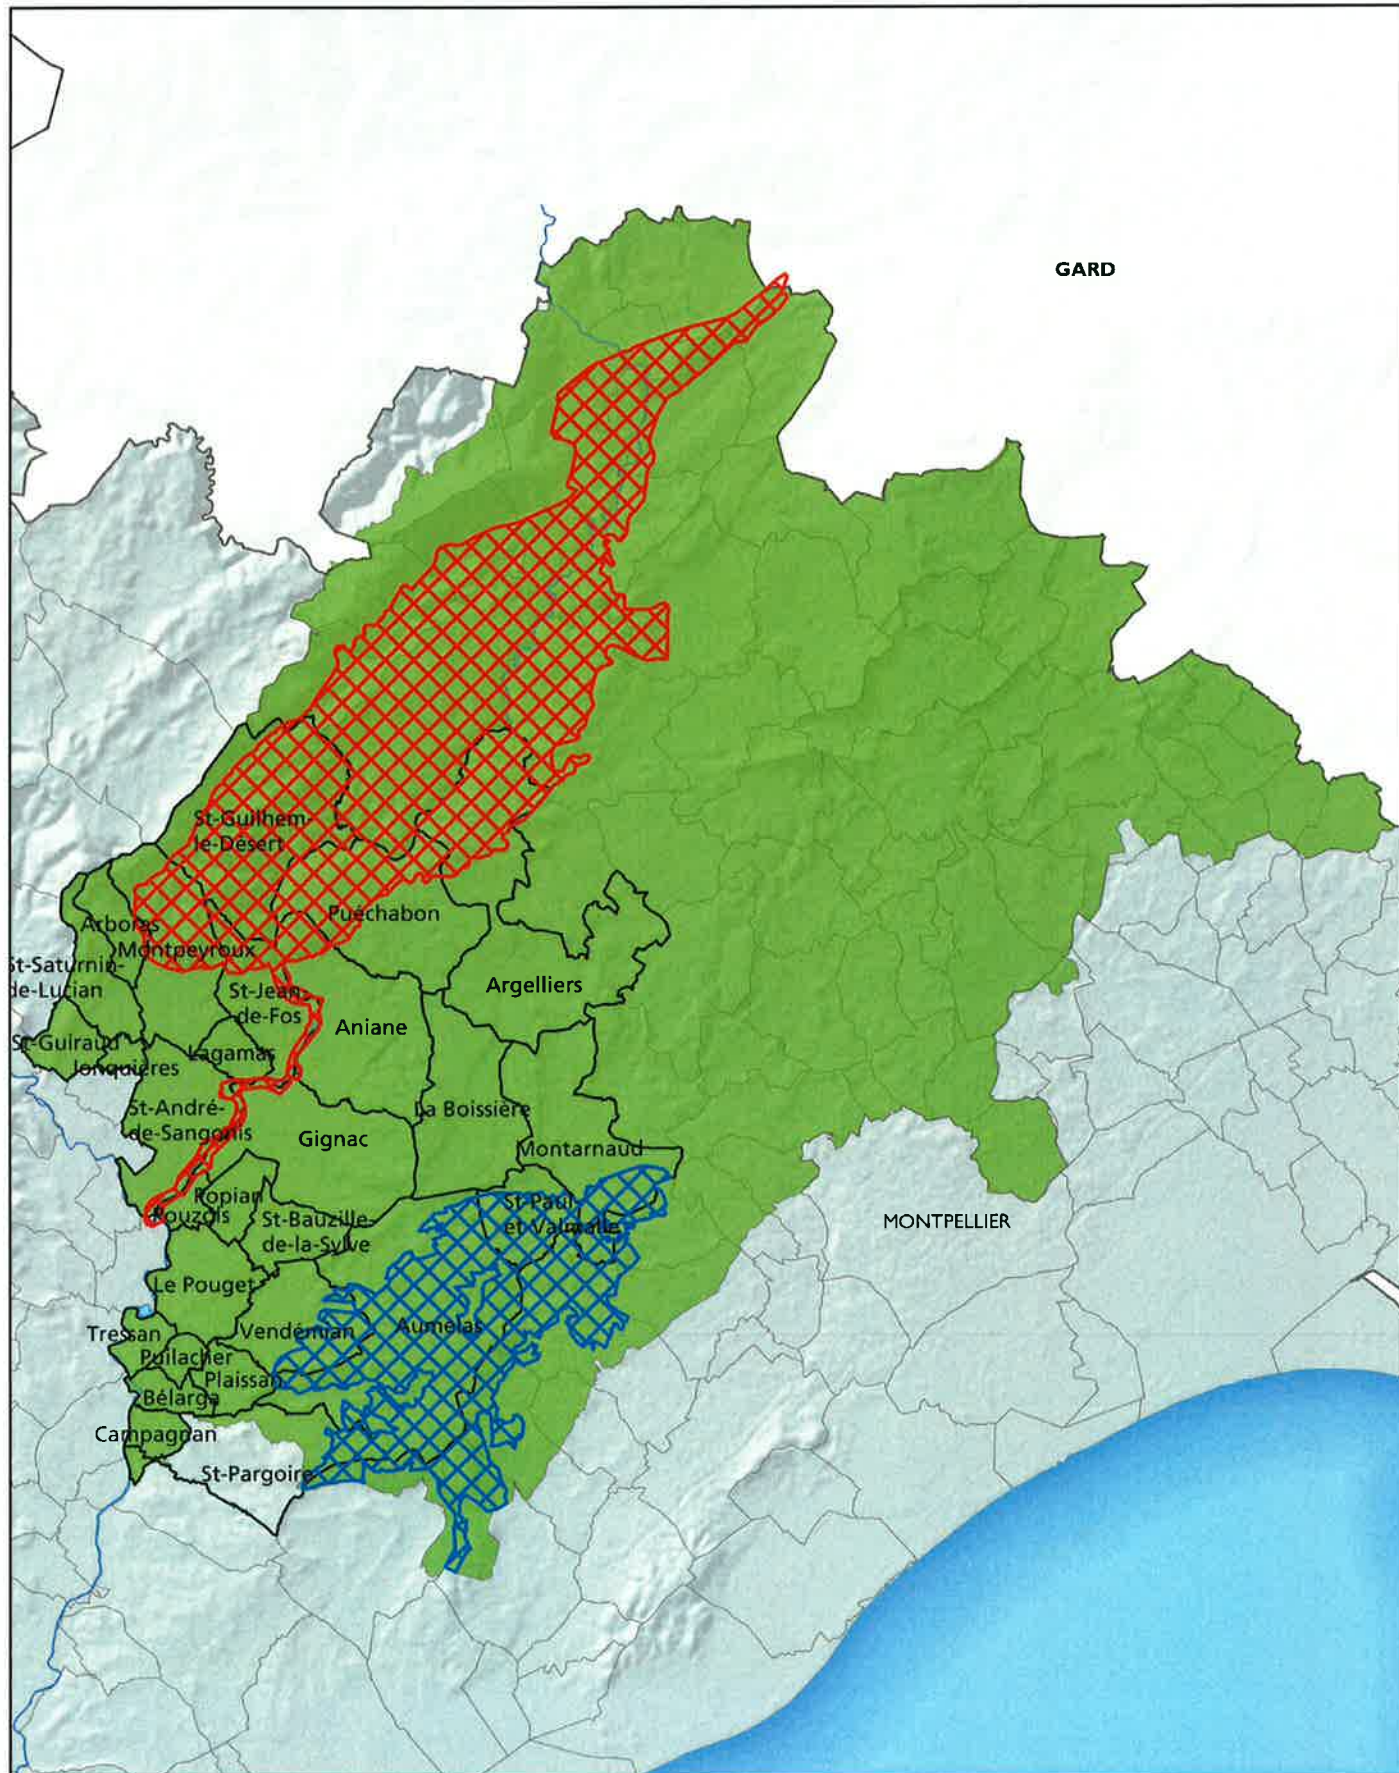 GARD
St-Guilhem-
le-Désert
Puéchabon
Arboras
Montpeyroux
St-Saturnin-
de-Lucian
St-Jean-
de-Fos
Argelliers
Aniane
St-Guiraud
Lagamas
Jonquières
St-André-
de-Sangonis
La Boissière
Gignac
Montarnaud
Popian
Pouzols
St-Paul
et Valmalle
St-Bauzille-
de-la-Sylve
MONTPELLIER
Le Pouget
Tressan
Vendémian
Aumelas
Puilacher
Plaissan
Bélarga
Campagnan
St-Pargoire